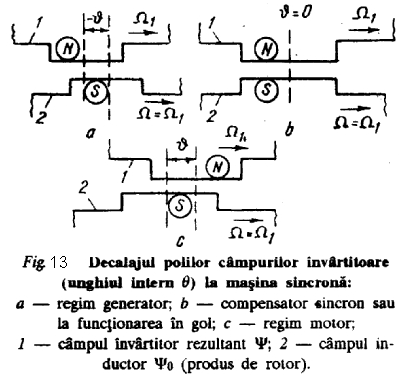 1 N -ϑ Ω₁
2 S Ω=Ω₁
a
ϑ=0
1 N Ω₁
2 S Ω=Ω₁
b
1 ϑ N Ω₁
2 S Ω=Ω₁
c
Fig. 13 Decalajul polilor câmpurilor învârtitoare
(unghiul intern θ) la mașina sincronă:
a — regim generator; b — compensator sincron sau
la funcționarea în gol; c — regim motor;
1 — câmpul învârtitor rezultant Ψ; 2 — câmpul in-
ductor Ψ₀ (produs de rotor).